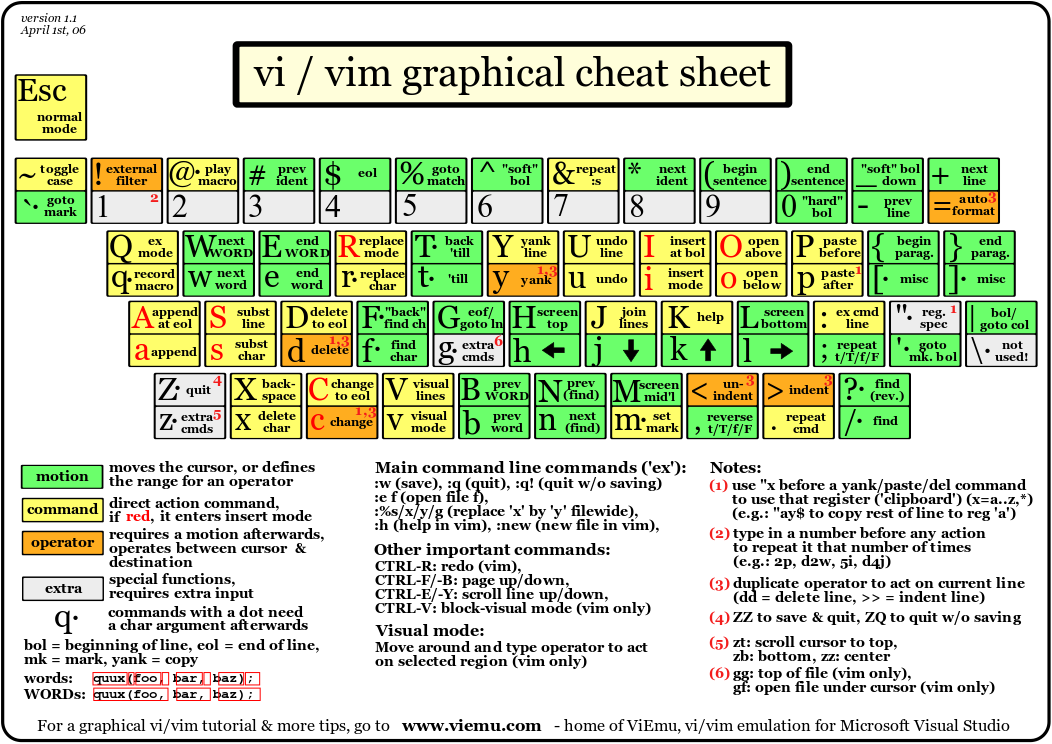 version 1.1
April 1st, 06
vi / vim graphical cheat sheet
Esc normal mode
~ toggle case
`· goto mark
! external filter
1 2
@· play macro
2
# prev ident
3
$ eol
4
% goto match
5
^ "soft" bol
6
& repeat :s
7
* next ident
8
( begin sentence
9
) end sentence
0 "hard" bol
_ "soft" bol down
- prev line
+ next line
= auto format 3
Q ex mode
q· record macro
W next WORD
w next word
E end WORD
e end word
R replace mode
r· replace char
T· back 'till
t· 'till
Y yank line
y yank 1,3
U undo line
u undo
I insert at bol
i insert mode
O open above
o open below
P paste before
p paste after 1
{ begin parag.
[· misc
} end parag.
]· misc
A append at eol
a append
S subst line
s subst char
D delete to eol
d delete 1,3
F· "back" find ch
f· find char
G eof/ goto ln
g· extra cmds 6
H screen top
h
J join lines
j
K help
k
L screen bottom
l
: ex cmd line
; repeat t/T/f/F
"· reg. spec 1
'· goto mk. bol
| bol/ goto col
\· not used!
Z· quit 4
z· extra cmds 5
X back-space
x delete char
C change to eol
c change 1,3
V visual lines
v visual mode
B prev WORD
b prev word
N prev (find)
n next (find)
M screen mid'l
m· set mark
< un-indent 3
, reverse t/T/f/F
> indent 3
. repeat cmd
?· find (rev.)
/· find
motion moves the cursor, or defines
the range for an operator
command direct action command,
if red, it enters insert mode
operator requires a motion afterwards,
operates between cursor &
destination
extra special functions,
requires extra input
q· commands with a dot need
a char argument afterwards
bol = beginning of line, eol = end of line,
mk = mark, yank = copy
words: quux(foo, bar, baz);
WORDs: quux(foo, bar, baz);
Main command line commands ('ex'):
:w (save), :q (quit), :q! (quit w/o saving)
:e f (open file f),
:%s/x/y/g (replace 'x' by 'y' filewide),
:h (help in vim), :new (new file in vim),
Other important commands:
CTRL-R: redo (vim),
CTRL-F/-B: page up/down,
CTRL-E/-Y: scroll line up/down,
CTRL-V: block-visual mode (vim only)
Visual mode:
Move around and type operator to act
on selected region (vim only)
Notes:
(1) use "x before a yank/paste/del command
to use that register ('clipboard') (x=a..z,*)
(e.g.: "ay$ to copy rest of line to reg 'a')
(2) type in a number before any action
to repeat it that number of times
(e.g.: 2p, d2w, 5i, d4j)
(3) duplicate operator to act on current line
(dd = delete line, >> = indent line)
(4) ZZ to save & quit, ZQ to quit w/o saving
(5) zt: scroll cursor to top,
zb: bottom, zz: center
(6) gg: top of file (vim only),
gf: open file under cursor (vim only)
For a graphical vi/vim tutorial & more tips, go to www.viemu.com - home of ViEmu, vi/vim emulation for Microsoft Visual Studio